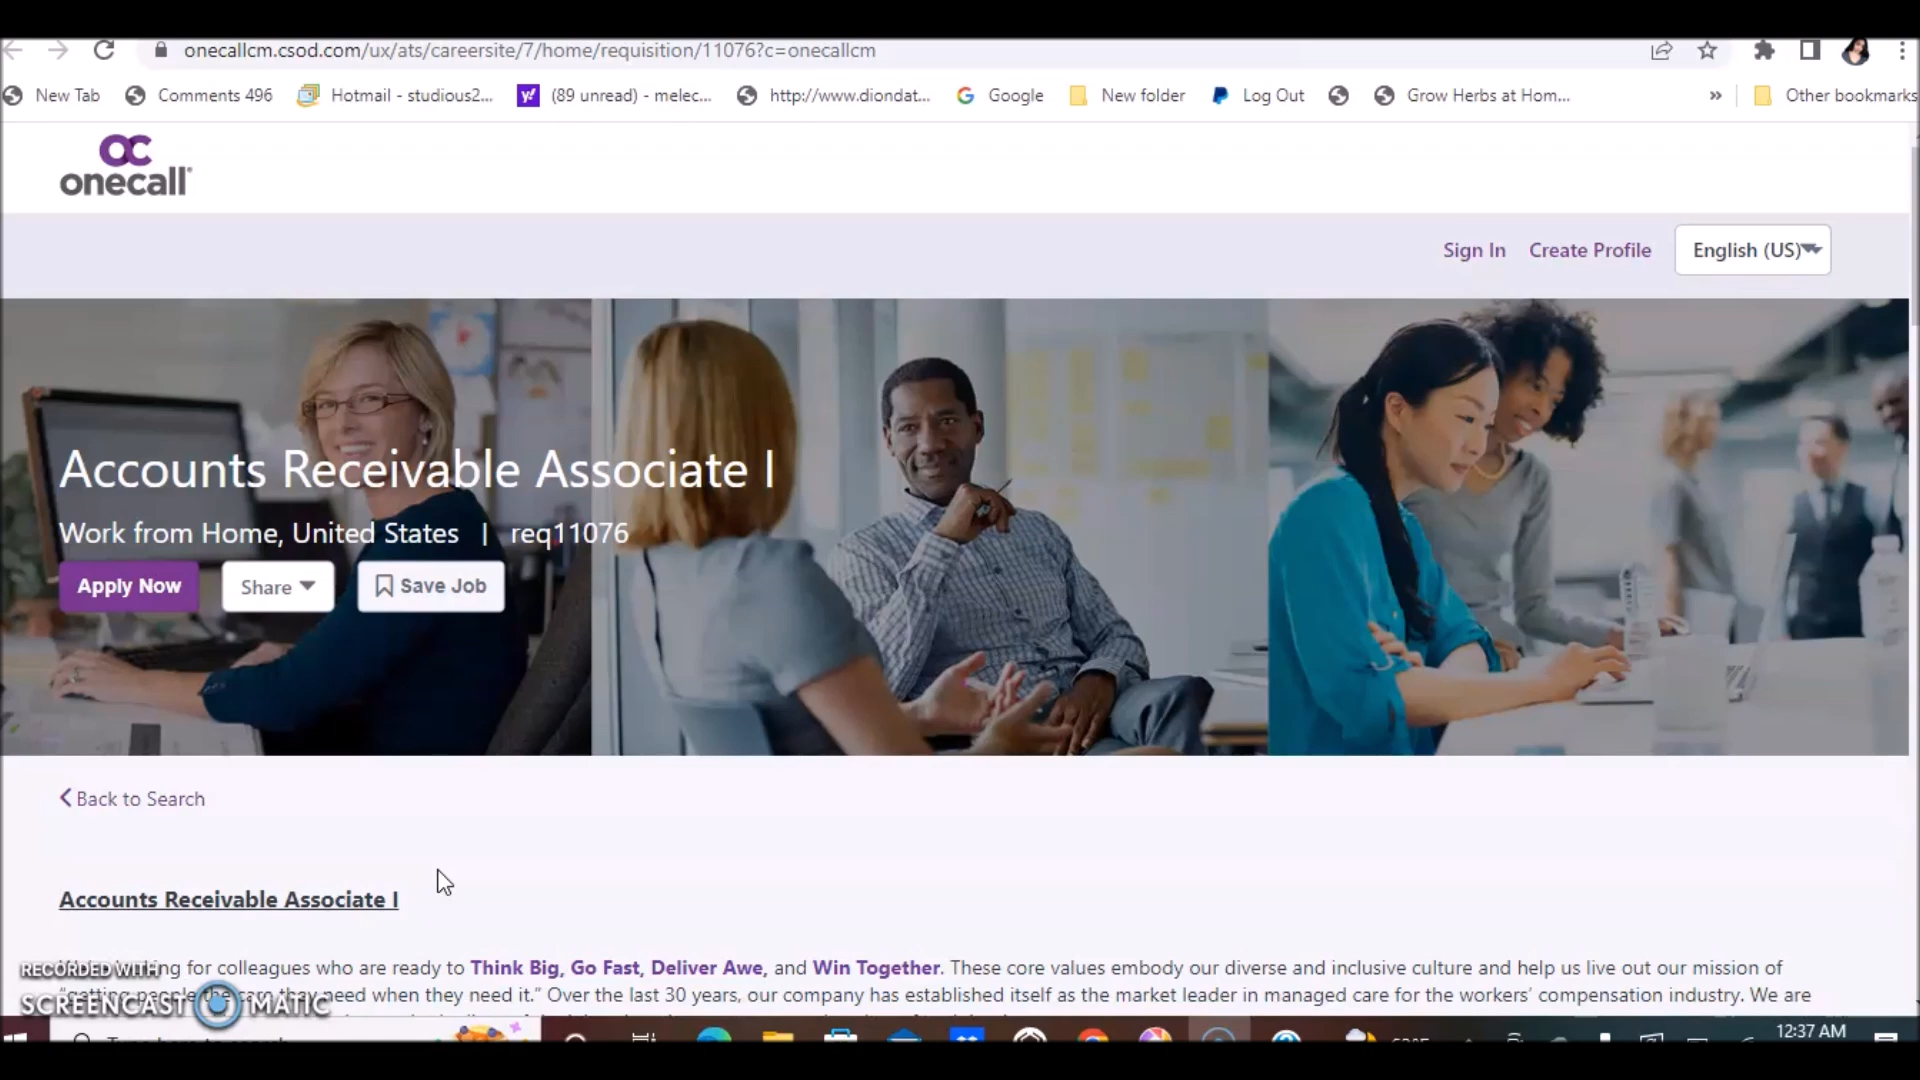 onecallcm.csod.com/ux/ats/careersite/7/home/requisition/11076?c=onecallcm
New Tab Comments 496 Hotmail - studious2... (89 unread) - melec... http://www.diondat... Google New folder Log Out Grow Herbs at Hom... » Other bookmarks
oc
onecall
Sign In Create Profile English (US)
Accounts Receivable Associate I
Work from Home, United States | req11076
Apply Now Share Save Job
Back to Search
Accounts Receivable Associate I
for colleagues who are ready to Think Big, Go Fast, Deliver Awe, and Win Together. These core values embody our diverse and inclusive culture and help us live out our mission of
“getting people the care they need when they need it.” Over the last 30 years, our company has established itself as the market leader in managed care for the workers’ compensation industry. We are
RECORDED WITH
SCREENCAST MATIC
12:37 AM